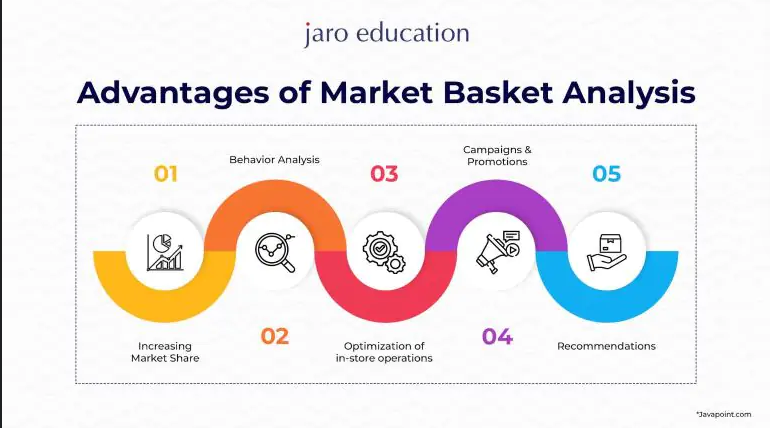 jaro education
Advantages of Market Basket Analysis
01
Increasing
Market Share
Behavior Analysis
02
03
Optimization of
in-store operations
Campaigns &
Promotions
04
05
Recommendations
*Javapoint.com